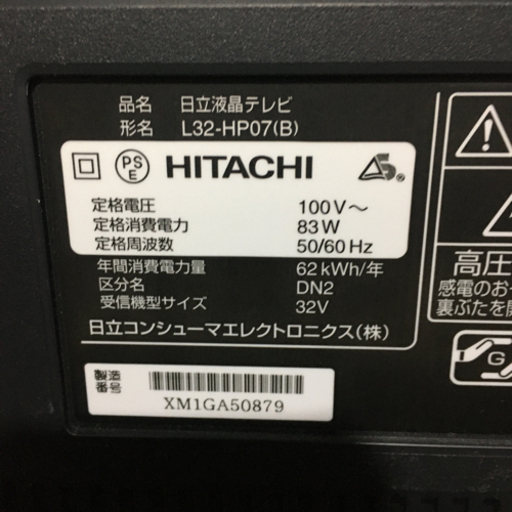 品名 日立液晶テレビ
形名 L32-HP07(B)
PS
E
HITACHI
定格電圧 100V～
定格消費電力 83W
定格周波数 50/60Hz
年間消費電力量 62kWh/年
区分名 DN2
受信機型サイズ 32V
日立コンシューマエレクトロニクス(株)
製造
番号
XM1GA50879
高圧
感電のお
裏ぶたを開
G